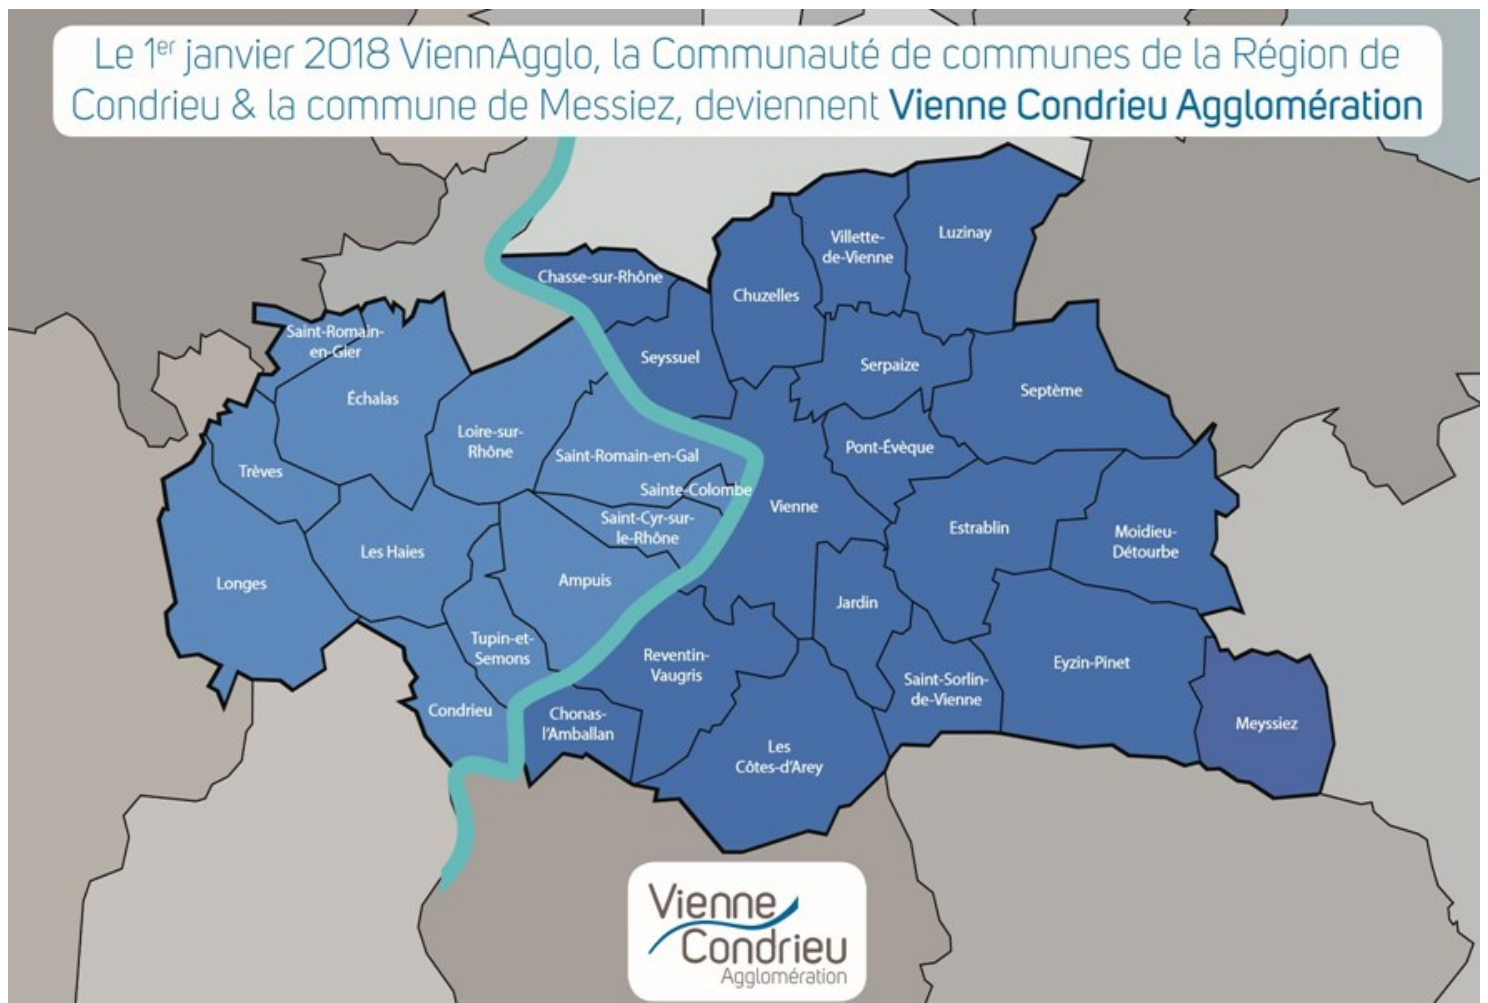 Le 1er janvier 2018 ViennAgglo, la Communauté de communes de la Région de
Condrieu & la commune de Messiez, deviennent Vienne Condrieu Agglomération
Luzinay
Villette-
de-Vienne
Chasse-sur-Rhône
Chuzelles
Saint-Romain-
en-Gier
Seyssuel
Serpaize
Septème
Échalas
Loire-sur-
Rhône
Pont-Évèque
Saint-Romain-en-Gal
Trèves
Sainte-Colombe
Vienne
Saint-Cyr-sur-
le-Rhône
Estrablin
Moidieu-
Détourbe
Les Haies
Longes
Ampuis
Jardin
Tupin-et-
Semons
Reventin-
Vaugris
Eyzin-Pinet
Saint-Sorlin-
de-Vienne
Condrieu
Chonas-
l'Amballan
Meyssiez
Les
Côtes-d'Arey
Vienne
Condrieu
Agglomération